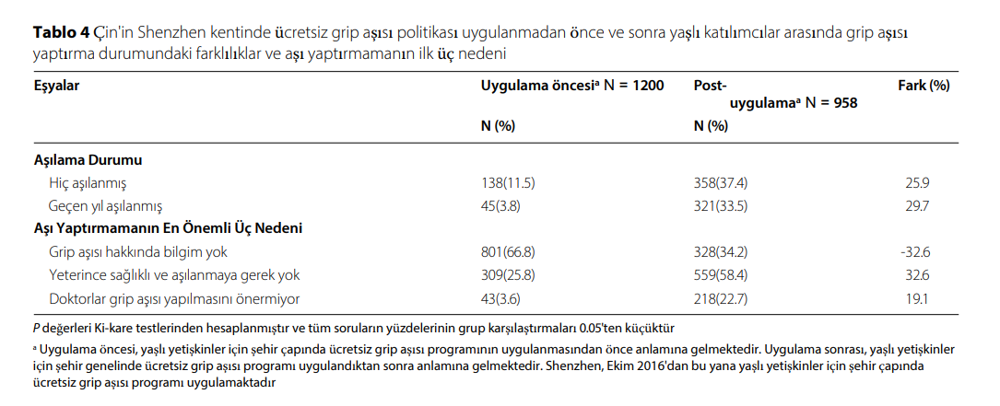 Tablo 4 Çin'in Shenzhen kentinde ücretsiz grip aşısı politikası uygulanmadan önce ve sonra yaşlı katılımcılar arasında grip aşısı
yaptırma durumundaki farklılıklar ve aşı yaptırmamanın ilk üç nedeni
Eşyalar Uygulama öncesiᵃ N = 1200 Post- Fark (%)
uygulamaᵃ N = 958
N (%) N (%)
Aşılama Durumu
Hiç aşılanmış 138(11.5) 358(37.4) 25.9
Geçen yıl aşılanmış 45(3.8) 321(33.5) 29.7
Aşı Yaptırmamanın En Önemli Üç Nedeni
Grip aşısı hakkında bilgim yok 801(66.8) 328(34.2) -32.6
Yeterince sağlıklı ve aşılanmaya gerek yok 309(25.8) 559(58.4) 32.6
Doktorlar grip aşısı yapılmasını önermiyor 43(3.6) 218(22.7) 19.1
P değerleri Ki-kare testlerinden hesaplanmıştır ve tüm soruların yüzdelerinin grup karşılaştırmaları 0.05'ten küçüktür
ᵃ Uygulama öncesi, yaşlı yetişkinler için şehir çapında ücretsiz grip aşısı programının uygulanmasından önce anlamına gelmektedir. Uygulama sonrası, yaşlı yetişkinler
için şehir genelinde ücretsiz grip aşısı programı uygulandıktan sonra anlamına gelmektedir. Shenzhen, Ekim 2016'dan bu yana yaşlı yetişkinler için şehir çapında
ücretsiz grip aşısı programı uygulamaktadır